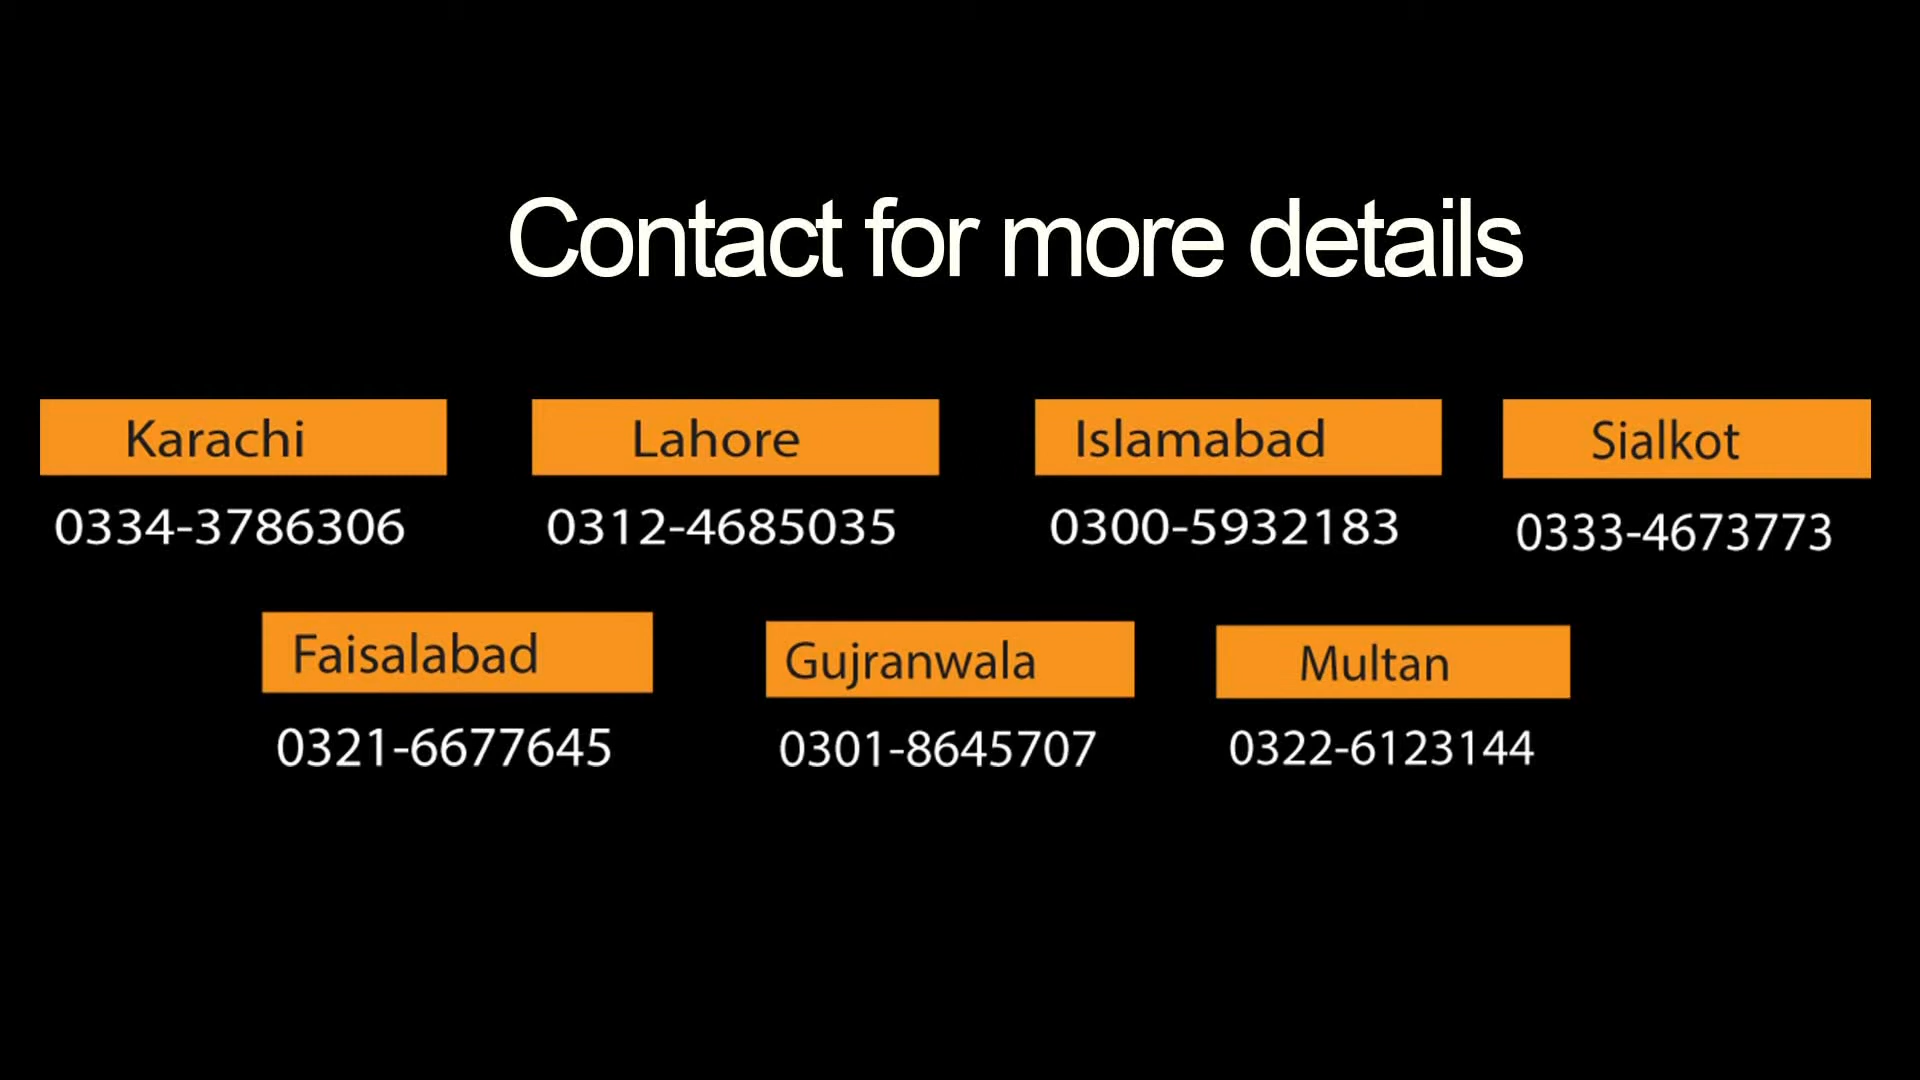 Contact for more details
Karachi Lahore Islamabad Sialkot
0334-3786306 0312-4685035 0300-5932183 0333-4673773
Faisalabad Gujranwala Multan
0321-6677645 0301-8645707 0322-6123144